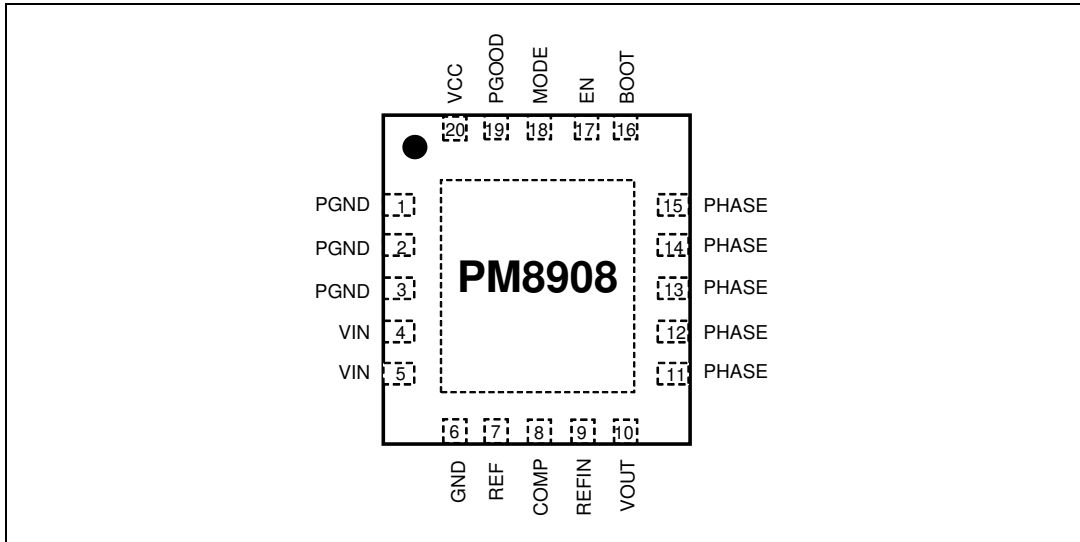 VCC
PGOOD
MODE
EN
BOOT
20
19
18
17
16
PGND 1
PGND 2
PGND 3
VIN 4
VIN 5
PM8908
15 PHASE
14 PHASE
13 PHASE
12 PHASE
11 PHASE
6
7
8
9
10
GND
REF
COMP
REFIN
VOUT